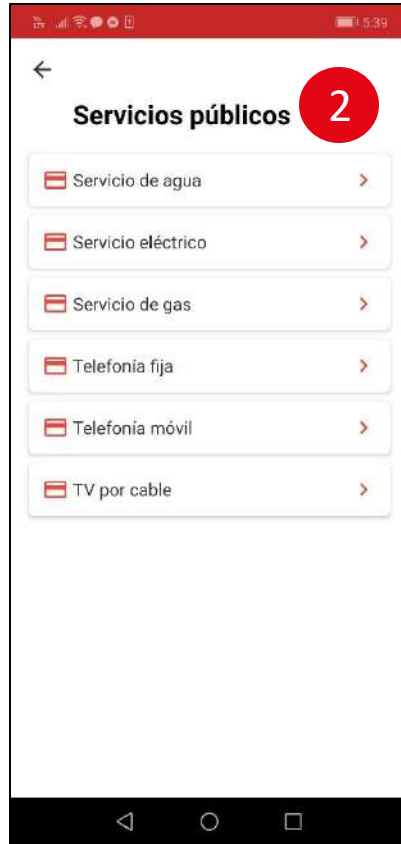 5:39
Servicios públicos
2
Servicio de agua
Servicio eléctrico
Servicio de gas
Telefonía fija
Telefonía móvil
TV por cable